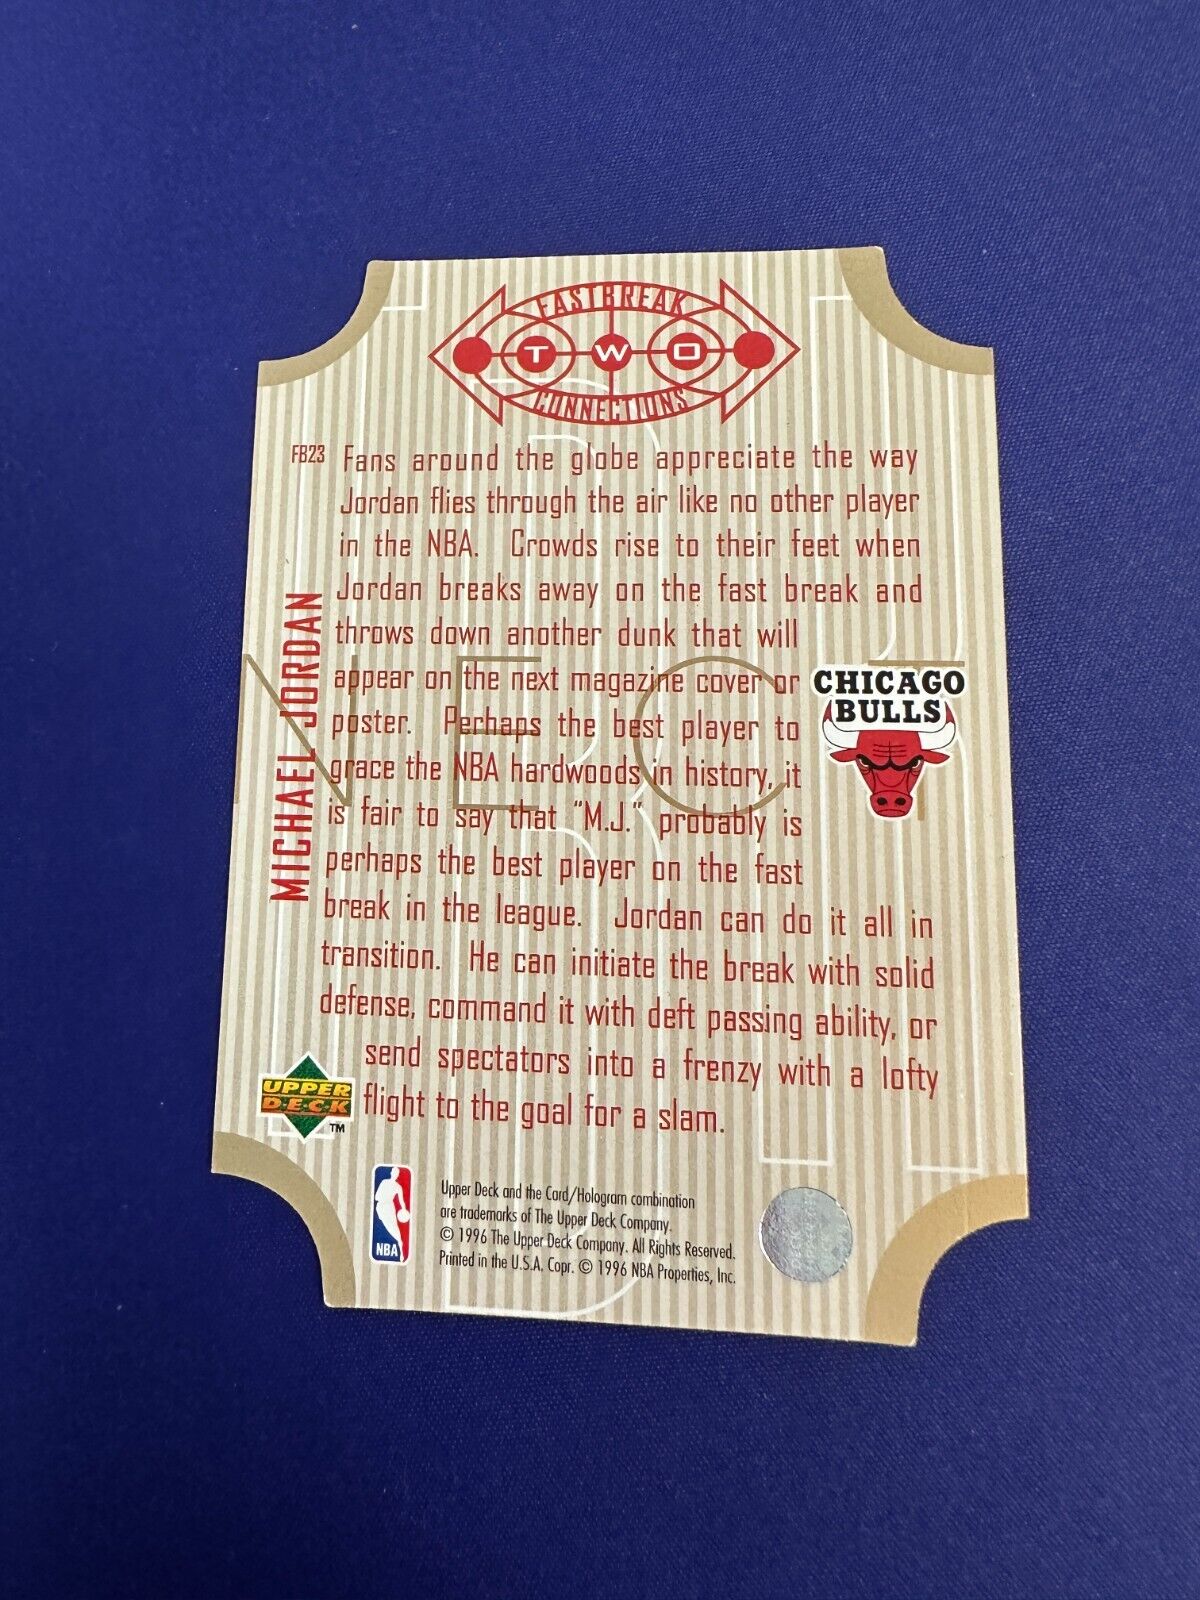 FASTBREAK
TWO
CONNECTIONS
FB23
Fans around the globe appreciate the way
Jordan flies through the air like no other player
in the NBA. Crowds rise to their feet when
Jordan breaks away on the fast break and
throws down another dunk that will
appear on the next magazine cover or
poster. Perhaps the best player to
grace the NBA hardwoods in history, it
is fair to say that "M.J." probably is
perhaps the best player on the fast
break in the league. Jordan can do it all in
transition. He can initiate the break with solid
defense, command it with deft passing ability, or
send spectators into a frenzy with a lofty
flight to the goal for a slam.
MICHAEL JORDAN
CHICAGO
BULLS
NECT
UPPER
D.E.C.K
TM
NBA
Upper Deck and the Card/Hologram combination
are trademarks of The Upper Deck Company.
© 1996 The Upper Deck Company. All Rights Reserved.
Printed in the U.S.A. Copr. © 1996 NBA Properties, Inc.